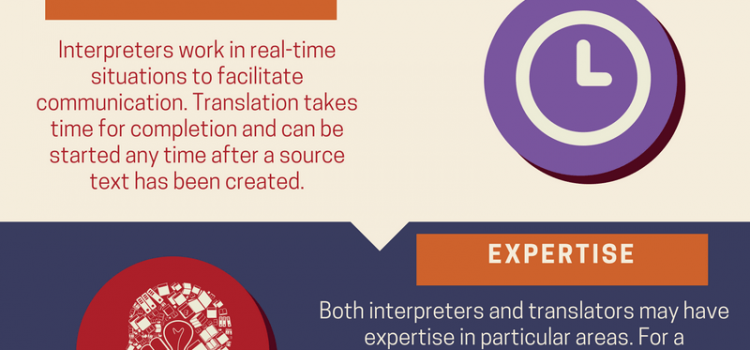 Interpreters work in real-time
situations to facilitate
communication. Translation takes
time for completion and can be
started any time after a source
text has been created.
EXPERTISE
Both interpreters and translators may have
expertise in particular areas. For a